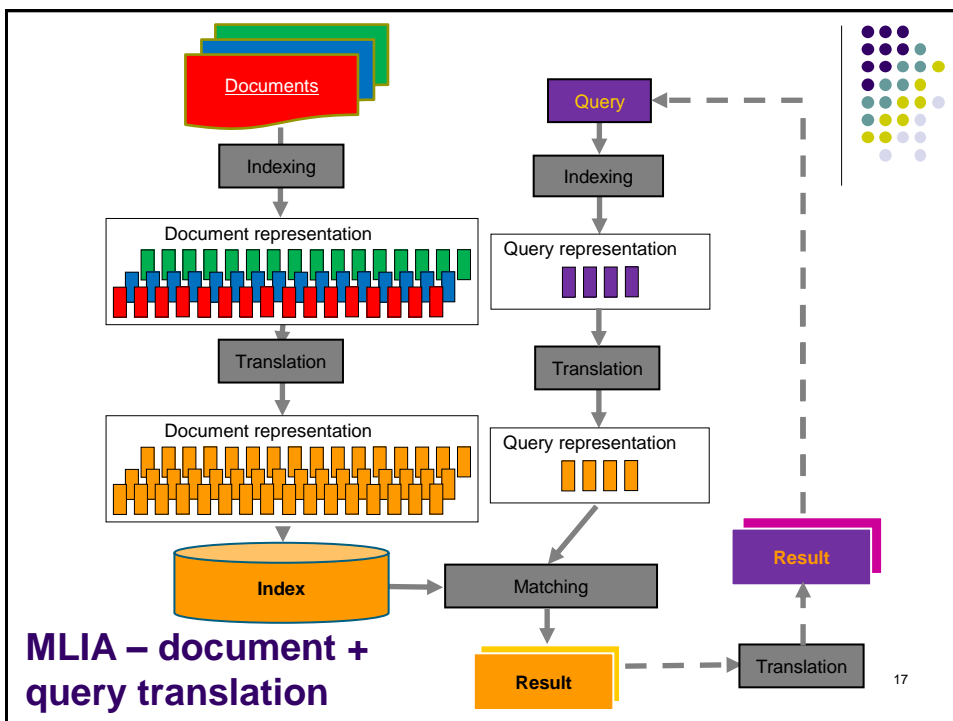 Documents
Indexing
Document representation
Translation
Document representation
Index
Query
Indexing
Query representation
Translation
Query representation
Matching
Result
Translation
Result
MLIA – document +
query translation
17